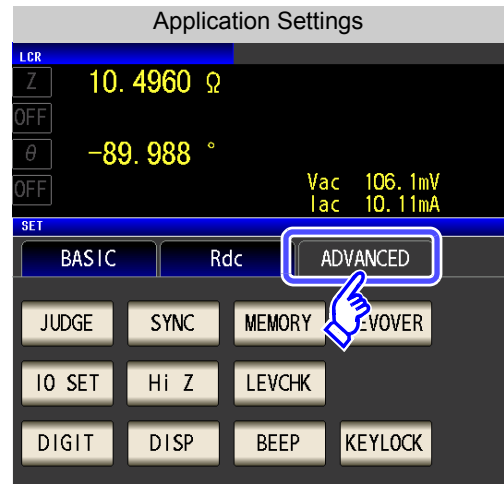 Application Settings
LCR
Z 10.4960 Ω
OFF
θ -89.988 °
OFF
Vac 106.1mV
Iac 10.11mA
SET
BASIC Rdc ADVANCED
JUDGE SYNC MEMORY EVOVER
IO SET Hi Z LEVCHK
DIGIT DISP BEEP KEYLOCK